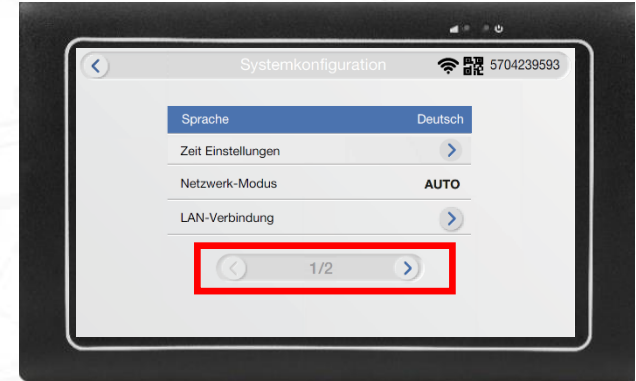 Systemkonfiguration 5704239593
Sprache Deutsch
Zeit Einstellungen
Netzwerk-Modus AUTO
LAN-Verbindung
1/2